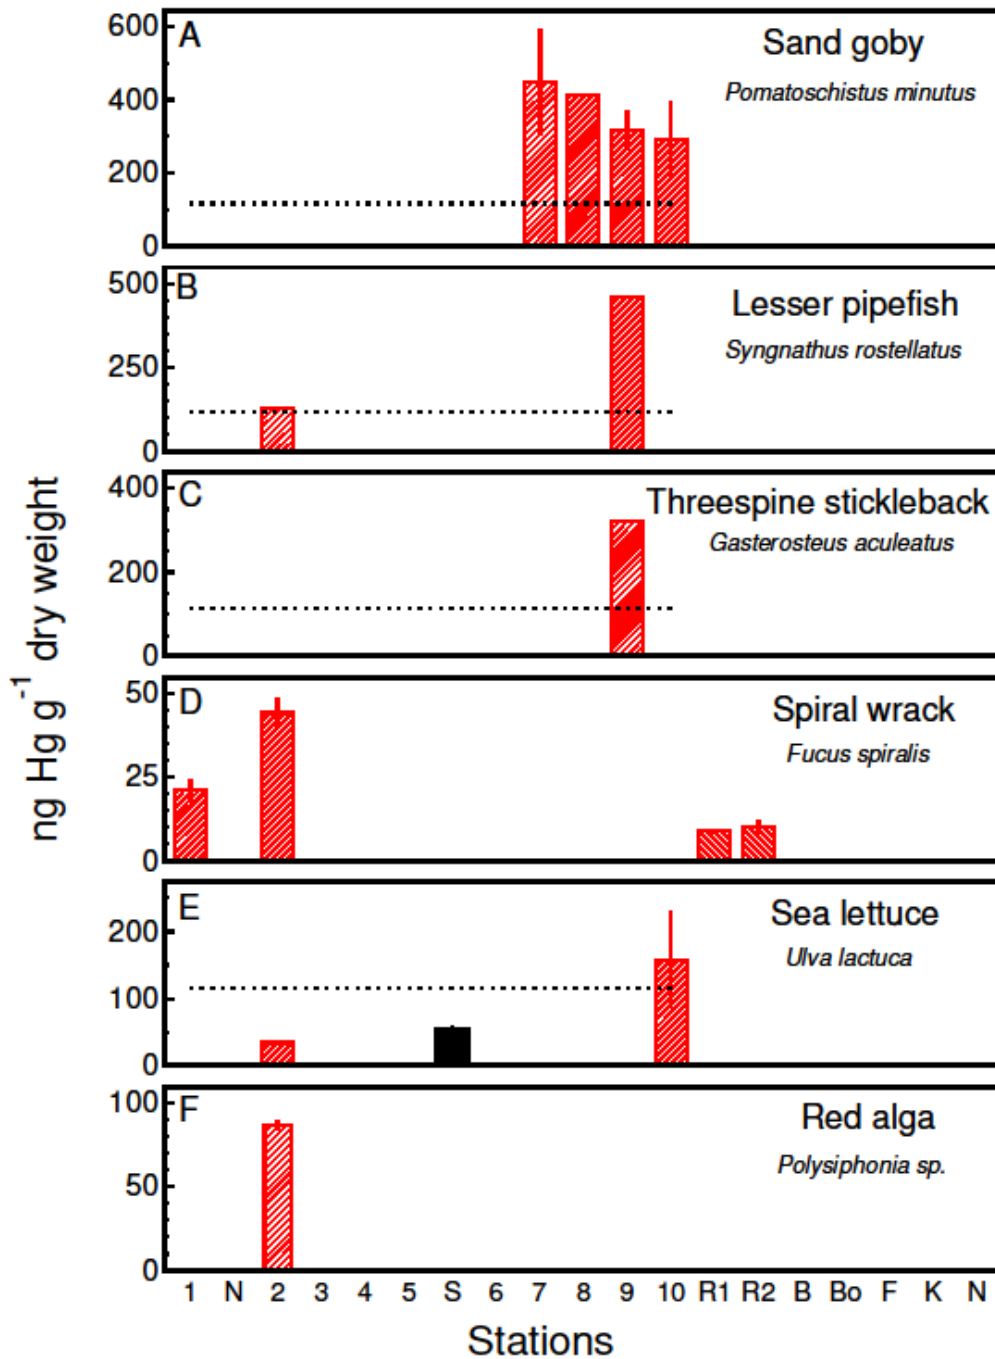 ng Hg g⁻¹ dry weight
A
Sand goby
Pomatoschistus minutus
600
400
200
0
B
Lesser pipefish
Syngnathus rostellatus
500
250
0
C
Threespine stickleback
Gasterosteus aculeatus
400
200
0
D
Spiral wrack
Fucus spiralis
50
25
0
E
Sea lettuce
Ulva lactuca
200
100
0
F
Red alga
Polysiphonia sp.
100
50
0
1 N 2 3 4 5 S 6 7 8 9 10 R1 R2 B Bo F K N
Stations